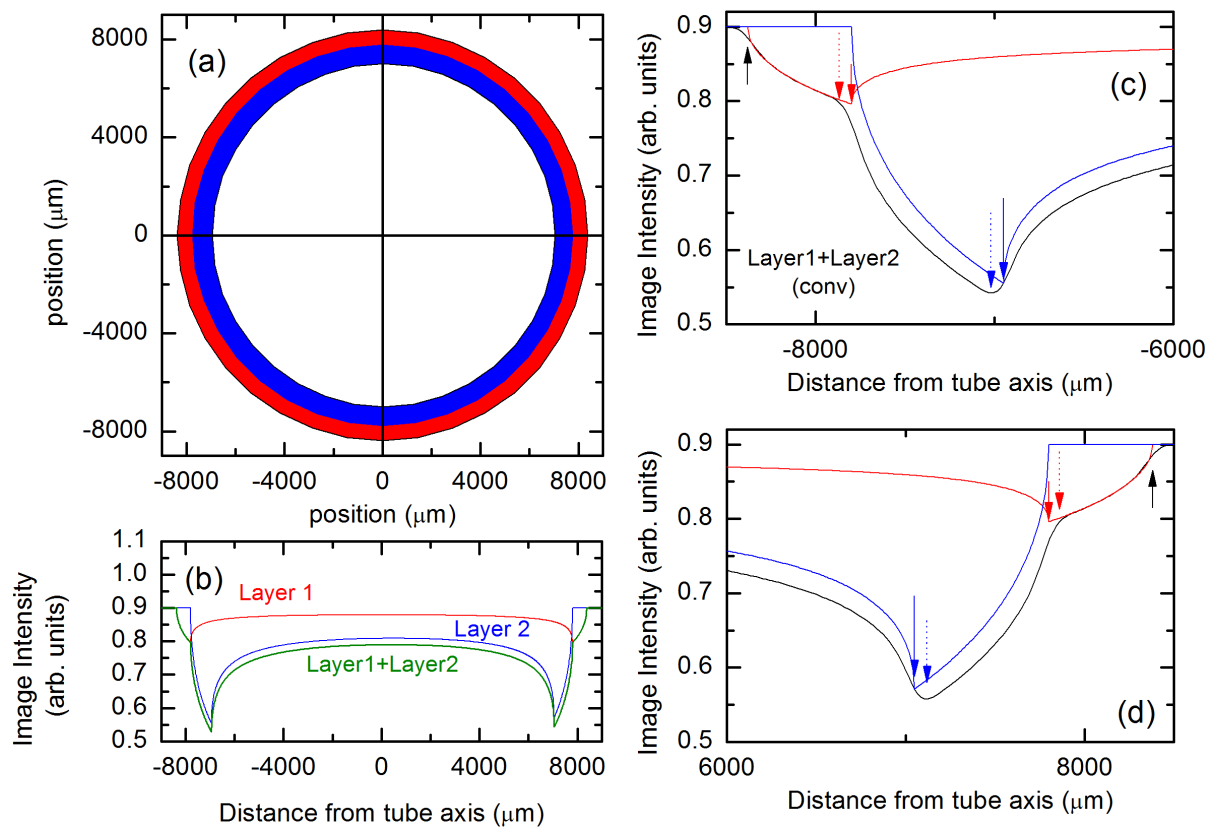 (a)
8000
4000
0
-4000
-8000
position (μm)
-8000 -4000 0 4000 8000
position (μm)
(b)
1.1
1.0
0.9
0.8
0.7
0.6
0.5
Image Intensity
(arb. units)
Layer 1
Layer 2
Layer1+Layer2
-8000 -4000 0 4000 8000
Distance from tube axis (μm)
(c)
0.9
0.8
0.7
0.6
0.5
Image Intensity (arb. units)
Layer1+Layer2
(conv)
-8000 -6000
Distance from tube axis (μm)
(d)
0.9
0.8
0.7
0.6
0.5
Image Intensity (arb. units)
6000 8000
Distance from tube axis (μm)